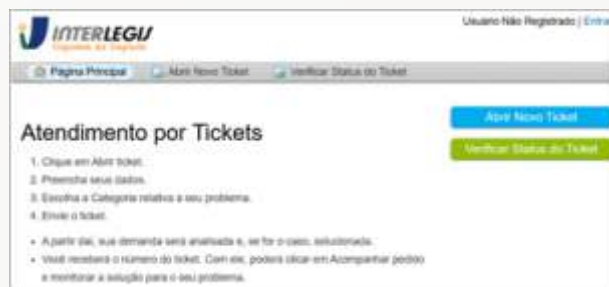 Usuário Não Registrado | Entrar
INTERLEGIS
Página Principal
Abrir Novo Ticket
Verificar Status do Ticket
Abrir Novo Ticket
Verificar Status do Ticket
Atendimento por Tickets
1. Clique em Abrir ticket.
2. Preencha seus dados.
3. Escolha a Categoria relativa a seu problema.
4. Envie o ticket.
• A partir daí, sua demanda será analisada e, se for o caso, solucionada.
• Você receberá o número do ticket. Com ele, poderá clicar em Acompanhar pedido
e monitorar a solução para o seu problema.